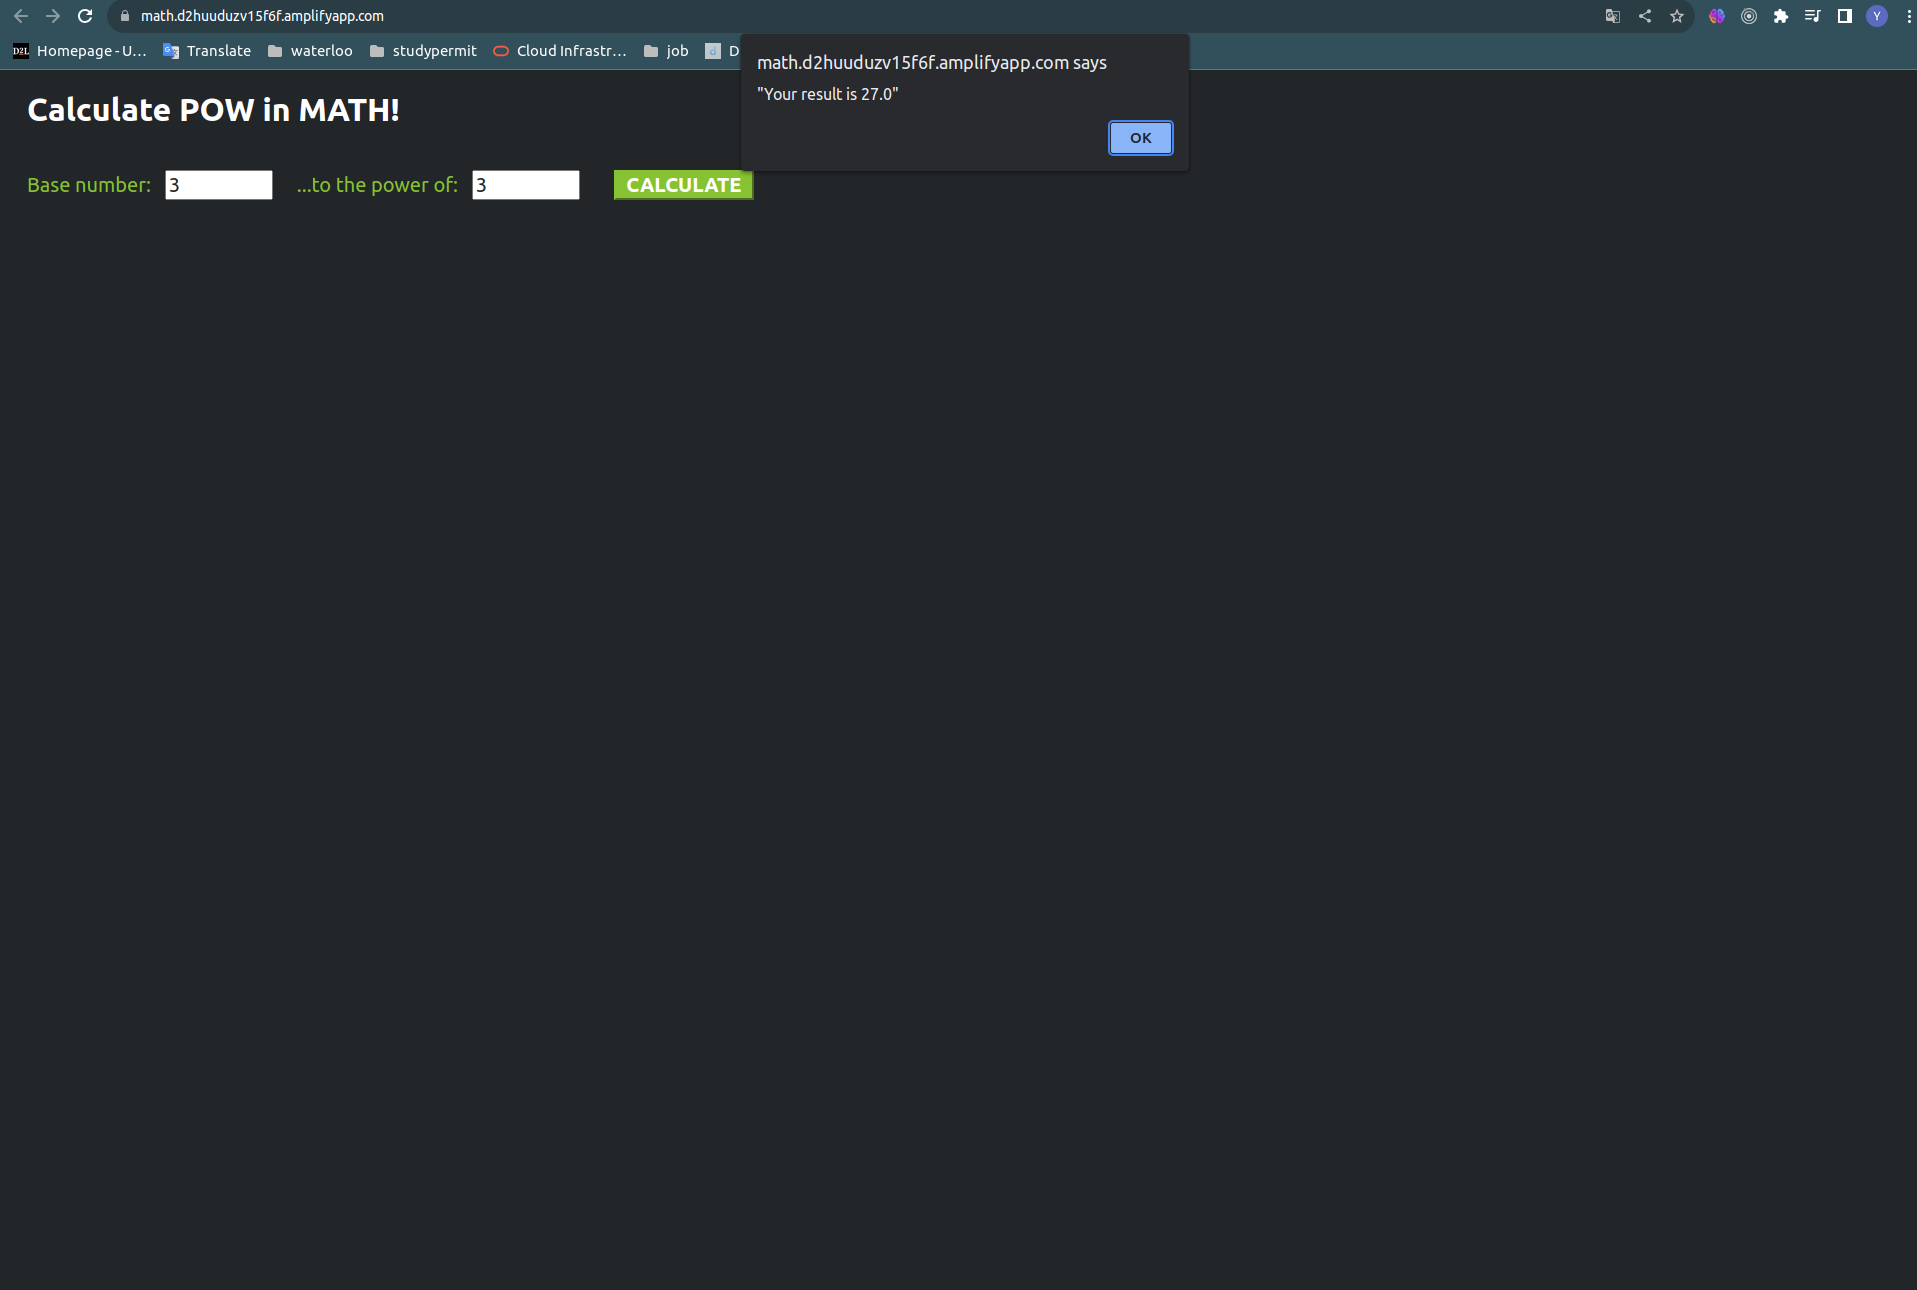 math.d2huuduzv15f6f.amplifyapp.com
Y
D2L Homepage - U... Translate waterloo studypermit Cloud Infrastr... job d D
math.d2huuduzv15f6f.amplifyapp.com says
"Your result is 27.0"
OK
Calculate POW in MATH!
Base number: 3 ...to the power of: 3 CALCULATE